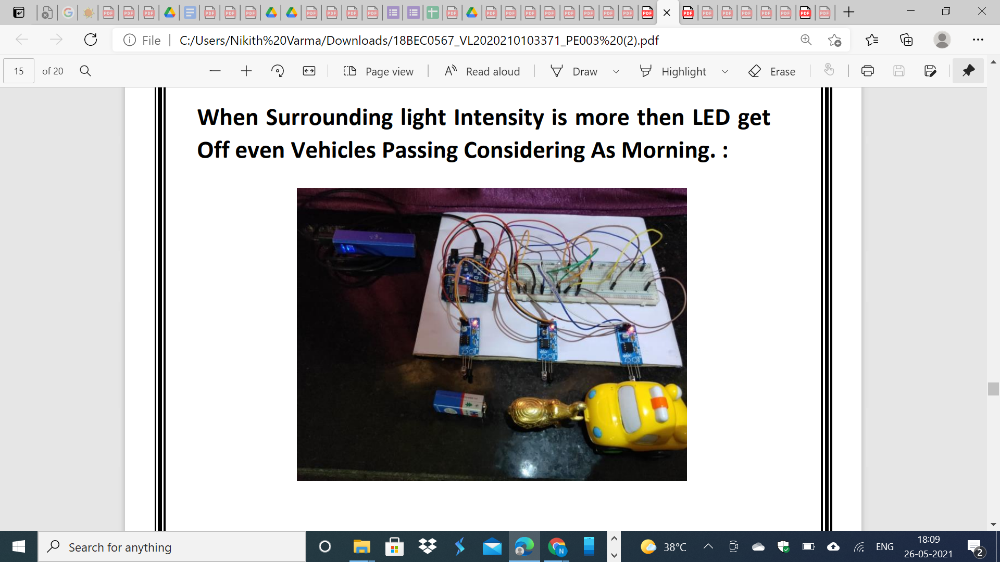 File
C:/Users/Nikith%20Varma/Downloads/18BEC0567_VL2020210103371_PE003%20(2).pdf
15 of 20
Page view
Read aloud
Draw
Highlight
Erase
When Surrounding light Intensity is more then LED get
Off even Vehicles Passing Considering As Morning. :
Search for anything
38°C
ENG
18:09
26-05-2021
2